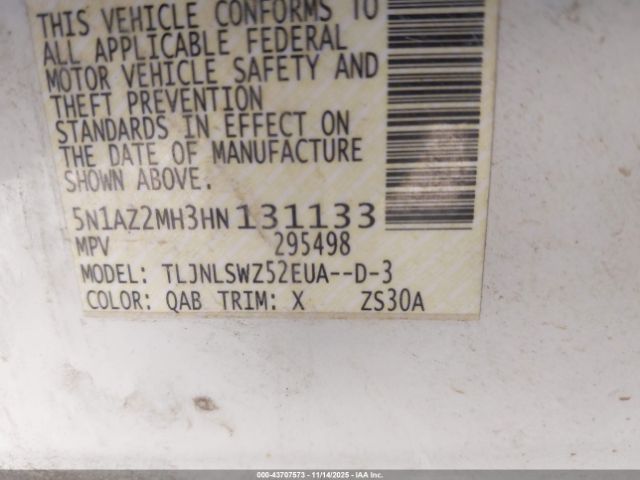 THIS VEHICLE CONFORMS TO
ALL APPLICABLE FEDERAL
MOTOR VEHICLE SAFETY AND
THEFT PREVENTION
STANDARDS IN EFFECT ON
THE DATE OF MANUFACTURE
SHOWN ABOVE.
5N1AZ2MH3HN131133
MPV 295498
MODEL: TLJNLSWZ52EUA--D-3
COLOR: QAB TRIM: X ZS30A
000-43707573 - 11/14/2025 - IAA Inc.